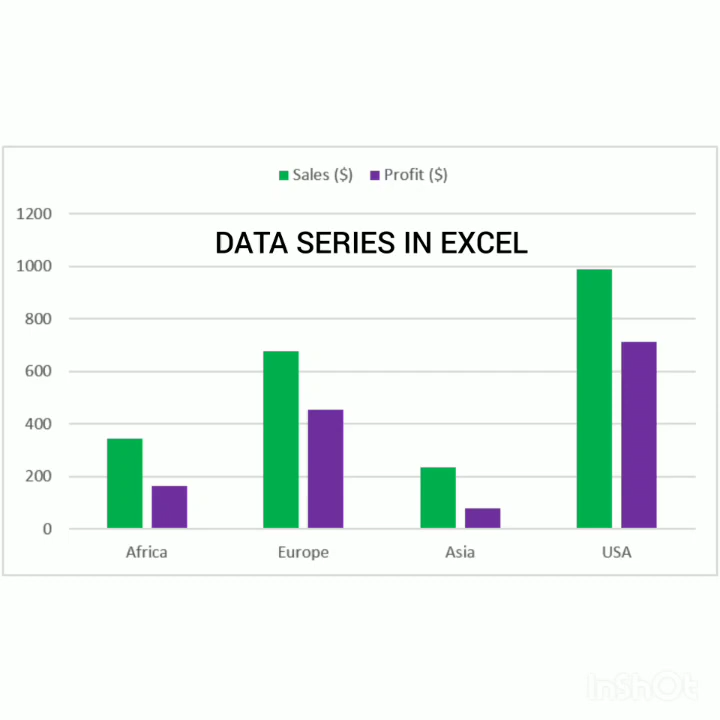 Sales ($) Profit ($)
1200
DATA SERIES IN EXCEL
1000
800
600
400
200
0
Africa Europe Asia USA
InShOt